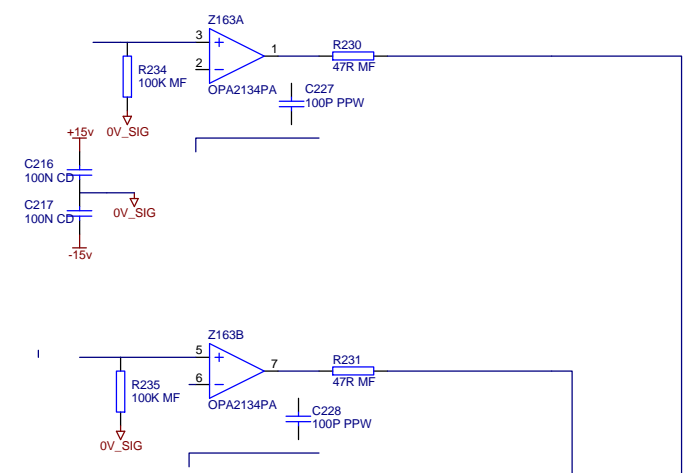 Z163A
3
+
1
2
−
OPA2134PA
R230
47R MF
R234
100K MF
C227
100P PPW
+15v
0V_SIG
C216
100N CD
C217
100N CD
0V_SIG
-15v
Z163B
5
+
7
6
−
OPA2134PA
R231
47R MF
R235
100K MF
C228
100P PPW
0V_SIG